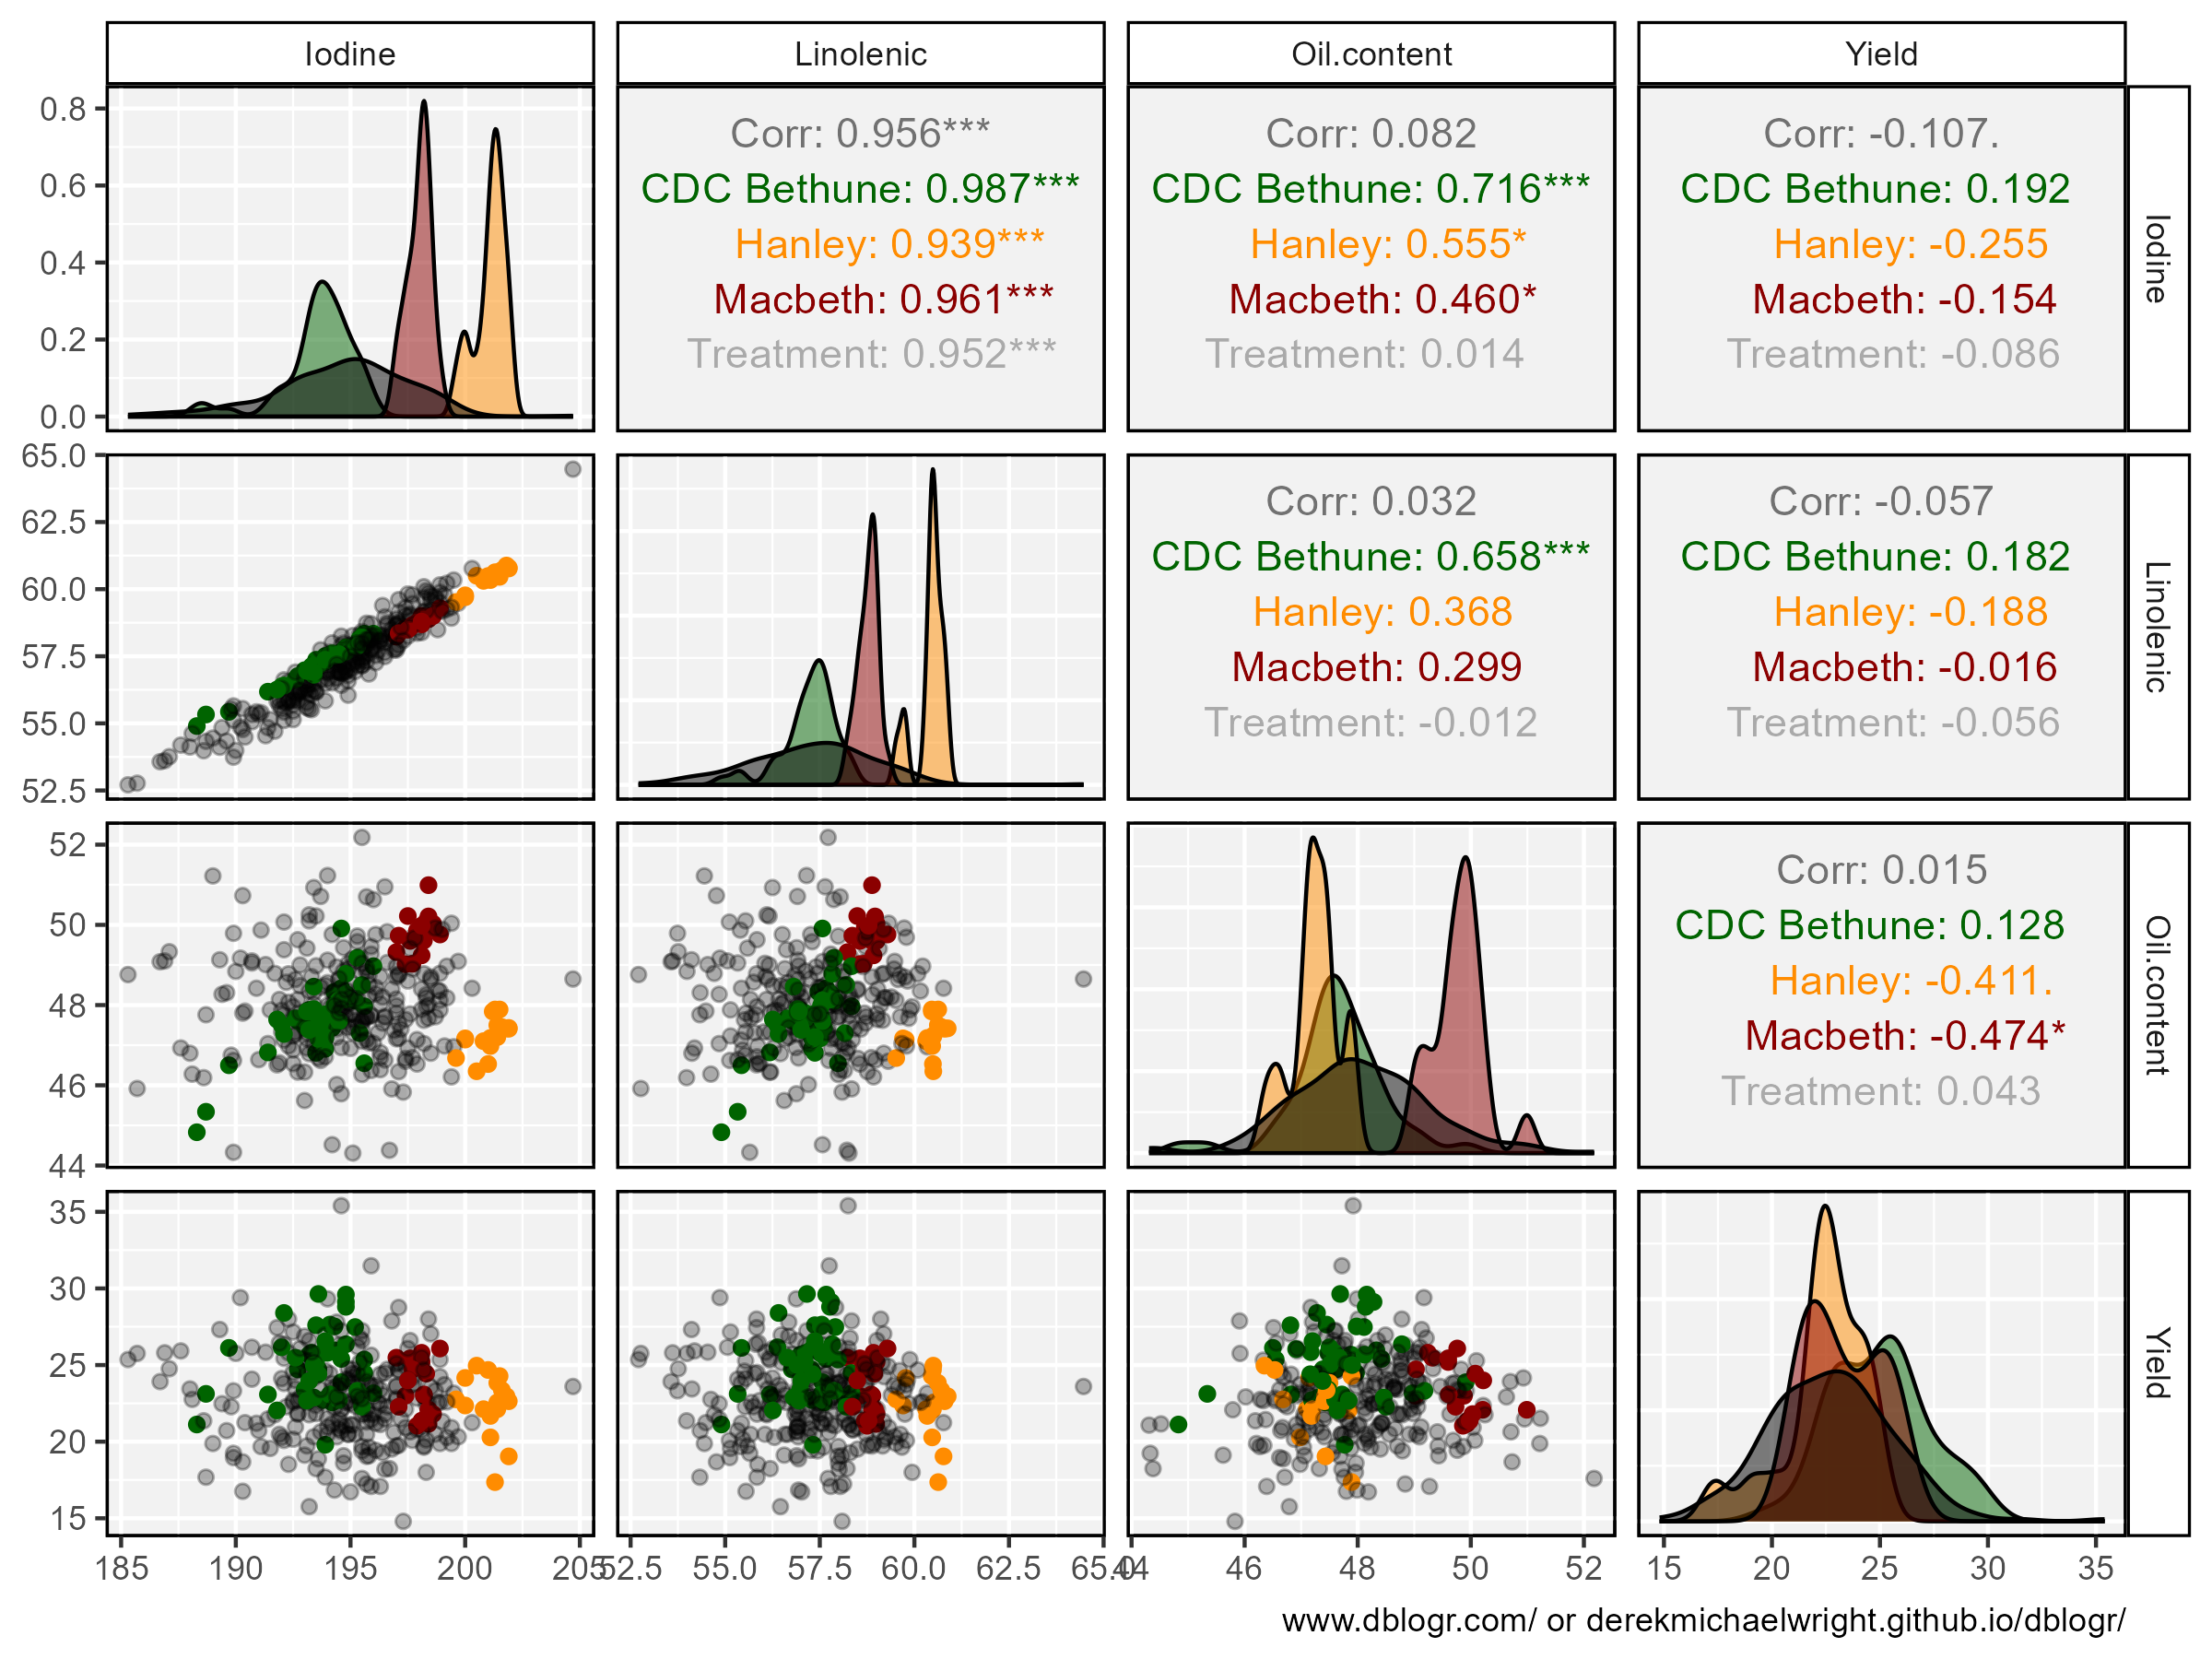 Iodine
Linolenic
Oil.content
Yield
0.8
0.6
0.4
0.2
0.0
Corr: 0.956***
CDC Bethune: 0.987***
Hanley: 0.939***
Macbeth: 0.961***
Treatment: 0.952***
Corr: 0.082
CDC Bethune: 0.716***
Hanley: 0.555*
Macbeth: 0.460*
Treatment: 0.014
Corr: -0.107.
CDC Bethune: 0.192
Hanley: -0.255
Macbeth: -0.154
Treatment: -0.086
Iodine
65.0
62.5
60.0
57.5
55.0
52.5
Corr: 0.032
CDC Bethune: 0.658***
Hanley: 0.368
Macbeth: 0.299
Treatment: -0.012
Corr: -0.057
CDC Bethune: 0.182
Hanley: -0.188
Macbeth: -0.016
Treatment: -0.056
Linolenic
52
50
48
46
44
Corr: 0.015
CDC Bethune: 0.128
Hanley: -0.411.
Macbeth: -0.474*
Treatment: 0.043
Oil.content
35
30
25
20
15
Yield
185 190 195 200 205
52.5 55.0 57.5 60.0 62.5 65.0
44 46 48 50 52
15 20 25 30 35
www.dblogr.com/ or derekmichaelwright.github.io/dblogr/